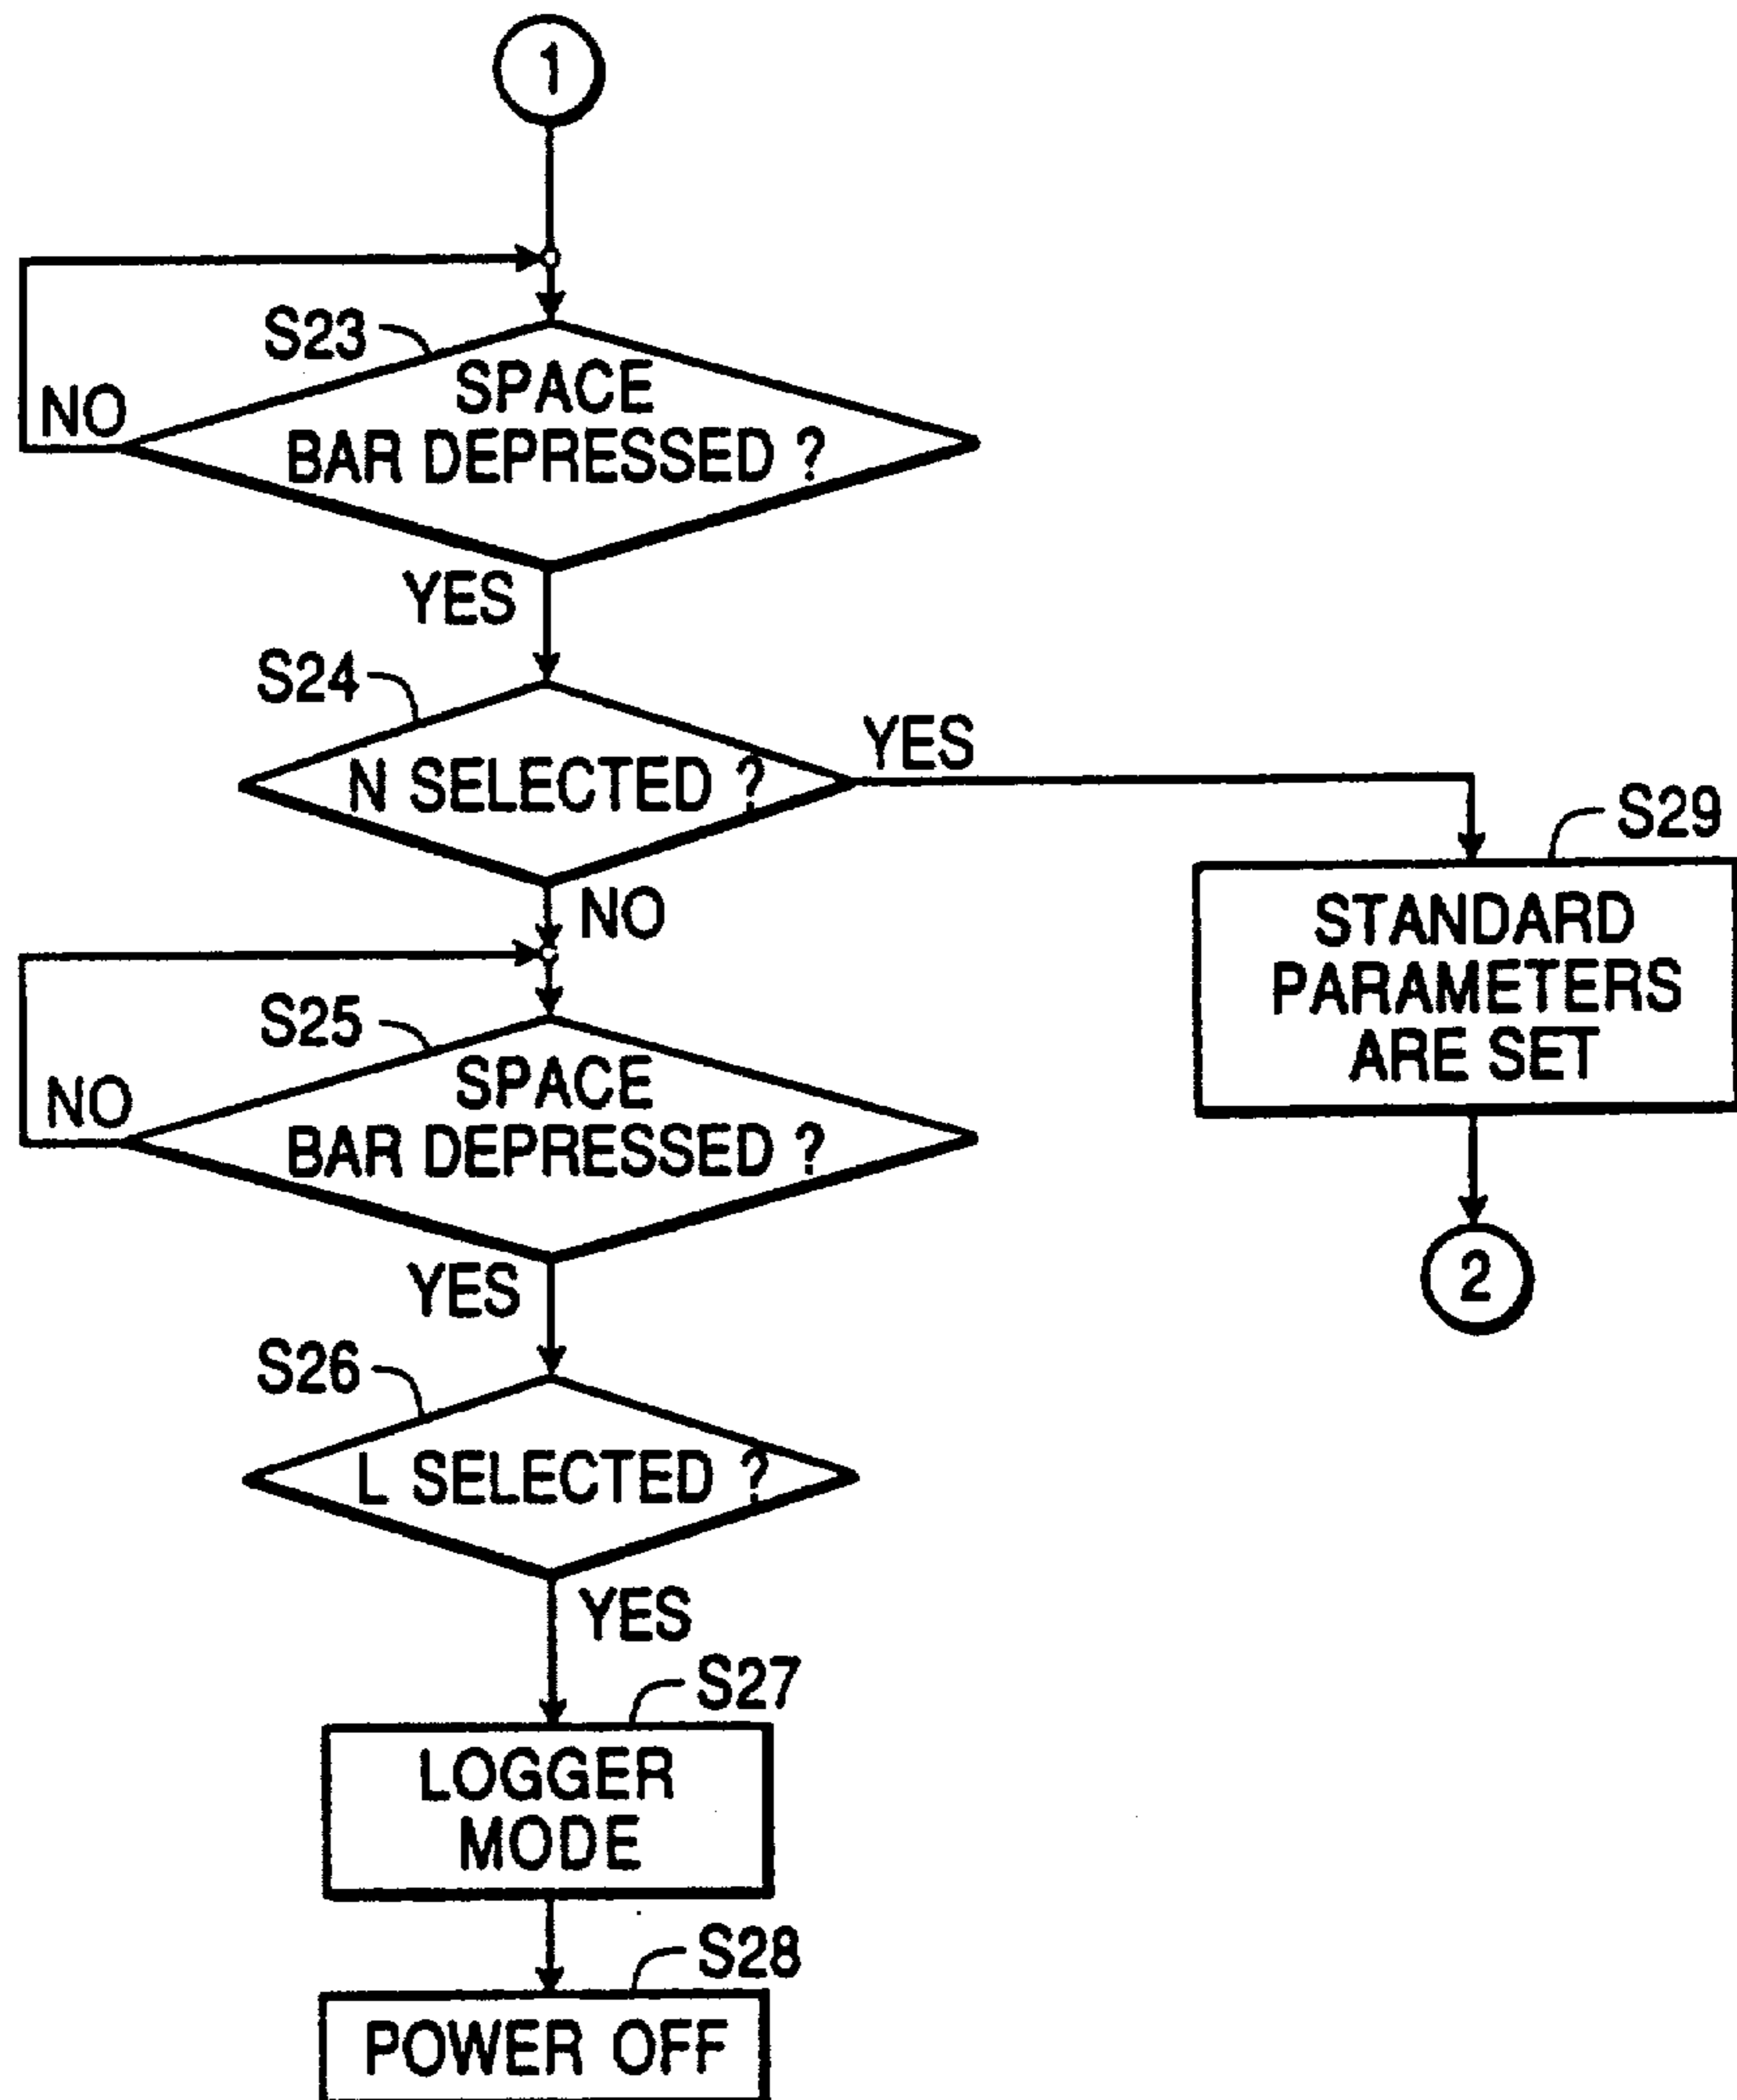 1
S23
NO
SPACE
BAR DEPRESSED ?
YES
S24
N SELECTED ?
YES
S29
STANDARD
PARAMETERS
ARE SET
2
NO
S25
NO
SPACE
BAR DEPRESSED ?
YES
S26
L SELECTED ?
YES
S27
LOGGER
MODE
S28
POWER OFF